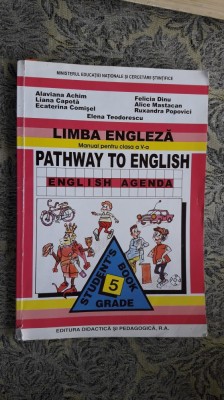 MINISTERUL EDUCAȚIEI NAȚIONALE ȘI CERCETĂRII ȘTIINȚIFICE
Alaviana Achim
Liana Capotă
Ecaterina Comișel
Felicia Dinu
Alice Mastacan
Ruxandra Popovici
Elena Teodorescu
LIMBA ENGLEZĂ
Manual pentru clasa a V-a
PATHWAY TO ENGLISH
ENGLISH AGENDA
STUDENT'S BOOK
5
GRADE
EDITURA DIDACTICĂ ȘI PEDAGOGICĂ, R.A.